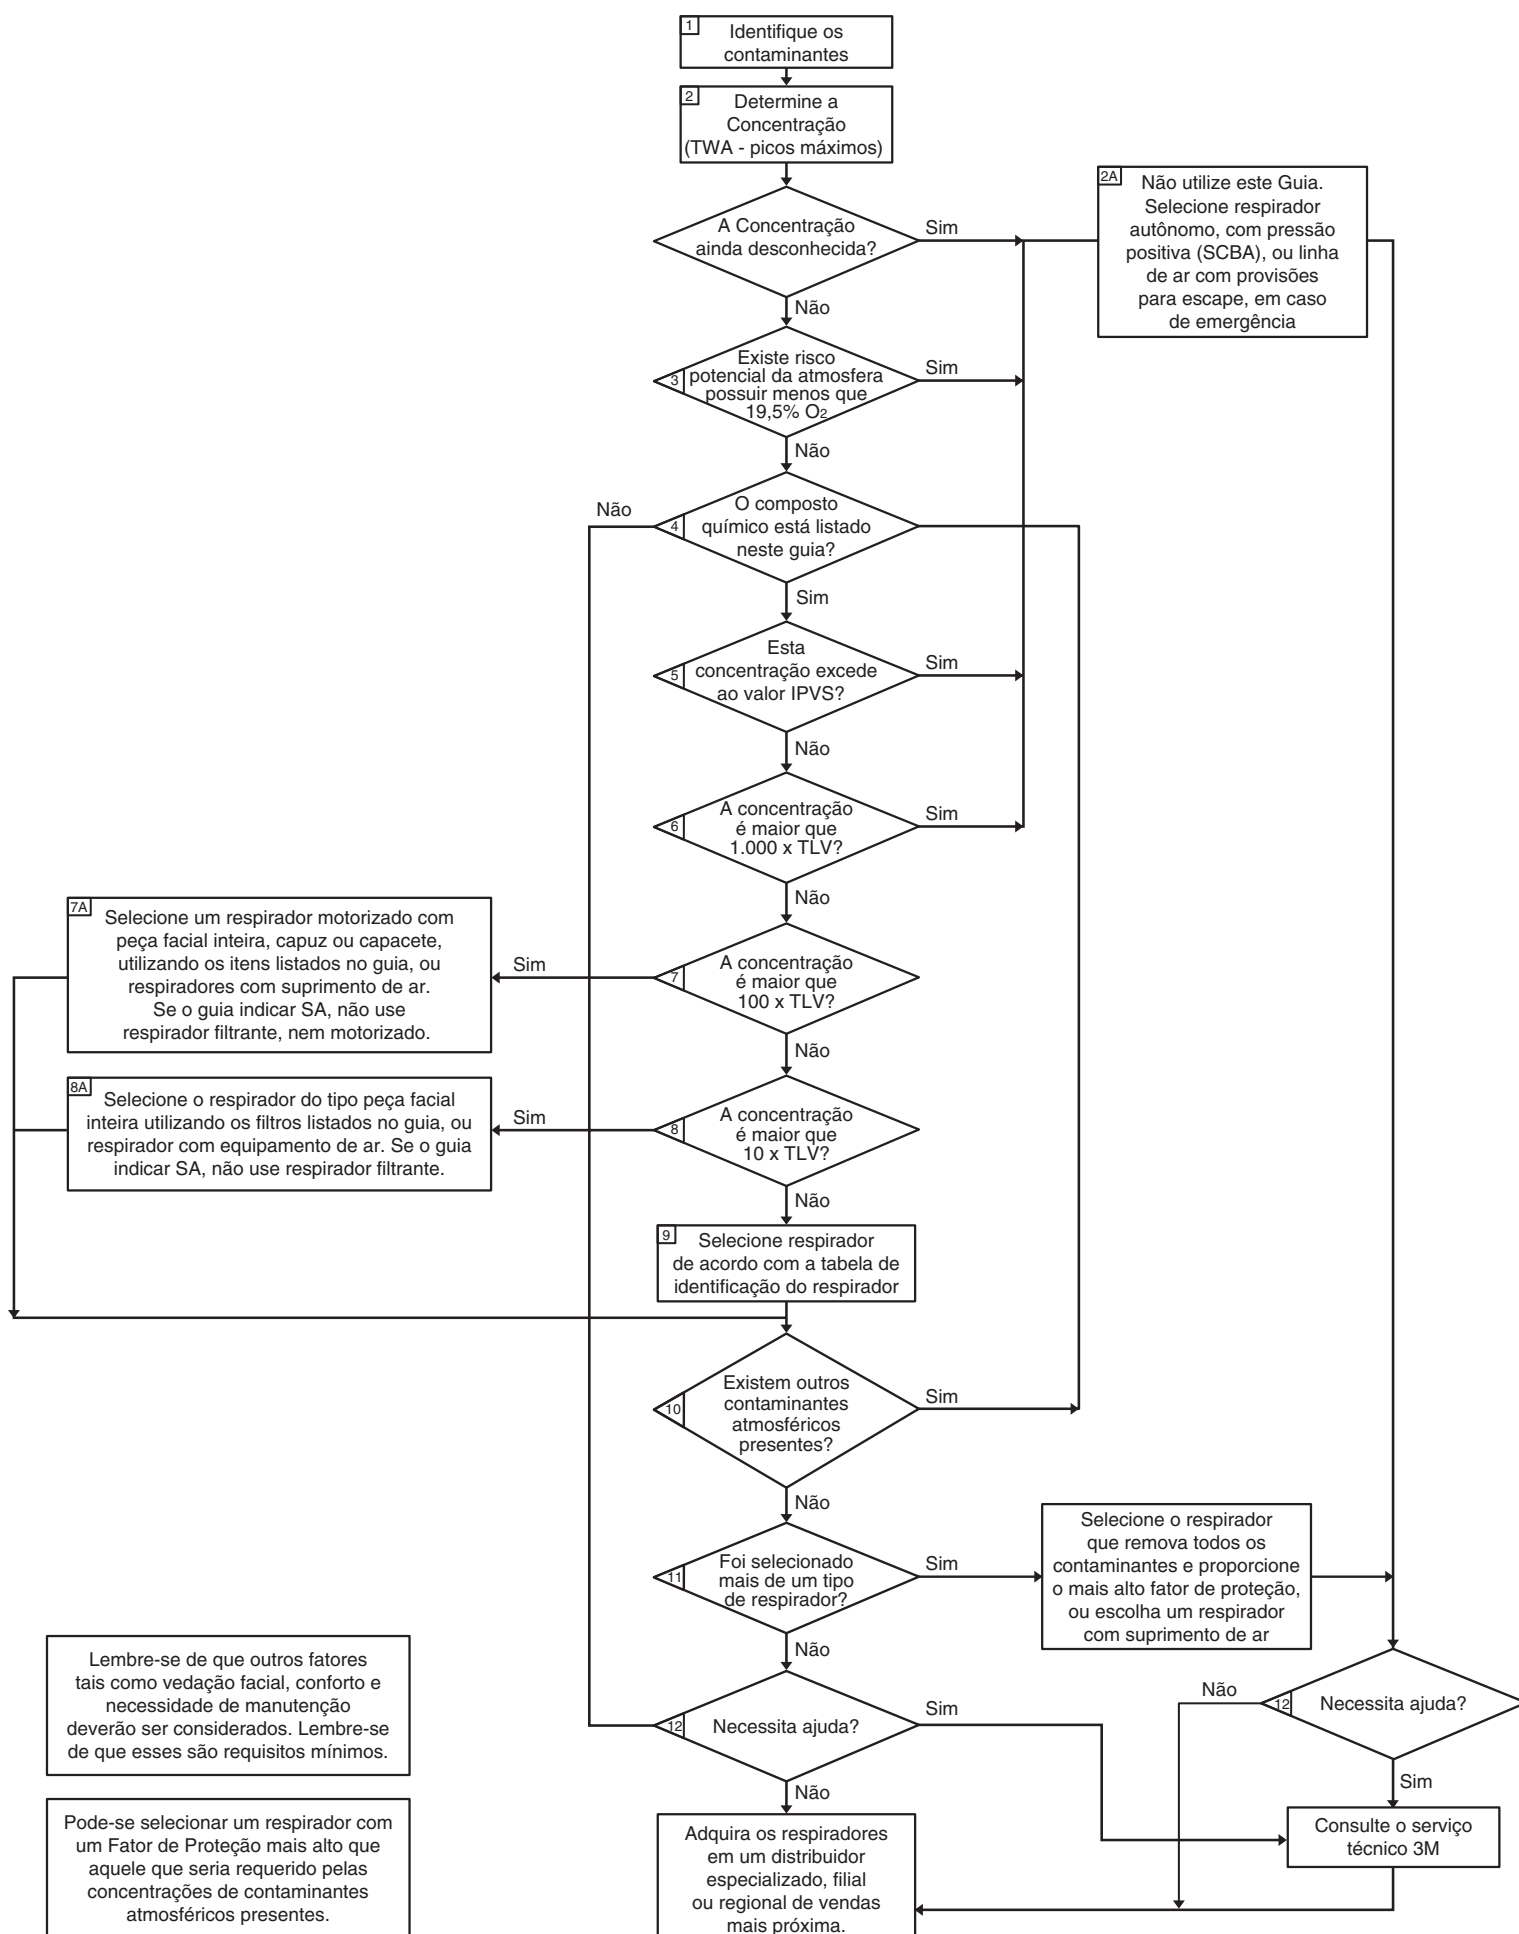 1
Identifique os
contaminantes
2
Determine a
Concentração
(TWA - picos máximos)
A Concentração
ainda desconhecida?
Sim
2A
Não utilize este Guia.
Selecione respirador
autônomo, com pressão
positiva (SCBA), ou linha
de ar com provisões
para escape, em caso
de emergência
Não
3
Existe risco
potencial da atmosfera
possuir menos que
19,5% O2
Sim
Não
4
O composto
químico está listado
neste guia?
Não
Sim
5
Esta
concentração excede
ao valor IPVS?
Sim
Não
6
A concentração
é maior que
1.000 x TLV?
Sim
Não
7
A concentração
é maior que
100 x TLV?
Sim
7A
Selecione um respirador motorizado com
peça facial inteira, capuz ou capacete,
utilizando os itens listados no guia, ou
respiradores com suprimento de ar.
Se o guia indicar SA, não use
respirador filtrante, nem motorizado.
Não
8
A concentração
é maior que
10 x TLV?
Sim
8A
Selecione o respirador do tipo peça facial
inteira utilizando os filtros listados no guia, ou
respirador com equipamento de ar. Se o guia
indicar SA, não use respirador filtrante.
Não
9
Selecione respirador
de acordo com a tabela de
identificação do respirador
10
Existem outros
contaminantes
atmosféricos
presentes?
Sim
Não
11
Foi selecionado
mais de um tipo
de respirador?
Sim
Selecione o respirador
que remova todos os
contaminantes e proporcione
o mais alto fator de proteção,
ou escolha um respirador
com suprimento de ar
Não
12
Necessita ajuda?
Sim
Não
12
Necessita ajuda?
Não
Sim
Consulte o serviço
técnico 3M
Adquira os respiradores
em um distribuidor
especializado, filial
ou regional de vendas
mais próxima.
Lembre-se de que outros fatores
tais como vedação facial, conforto e
necessidade de manutenção
deverão ser considerados. Lembre-se
de que esses são requisitos mínimos.
Pode-se selecionar um respirador com
um Fator de Proteção mais alto que
aquele que seria requerido pelas
concentrações de contaminantes
atmosféricos presentes.